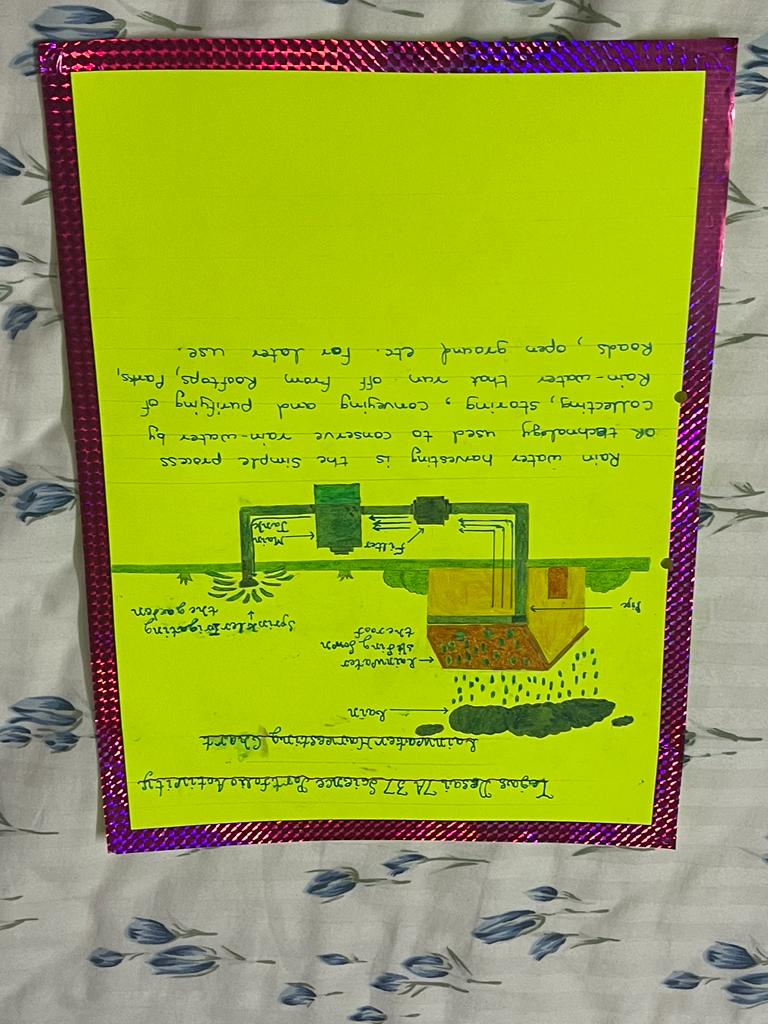 Tejas Desai 7A 37 Science Portfolio Activity
Rainwater Harvesting Chart
Rain
Rainwater
sliding down
the roof
Pipe
Sprinkler Irrigating
the garden
Filter
Main
Tank
Rain water harvesting is the simple process
OR technology used to conserve rain-water by
collecting, storing, conveying and purifying of
Rain-water that run off from Rooftops, Parks,
Roads, open ground etc. for later use.